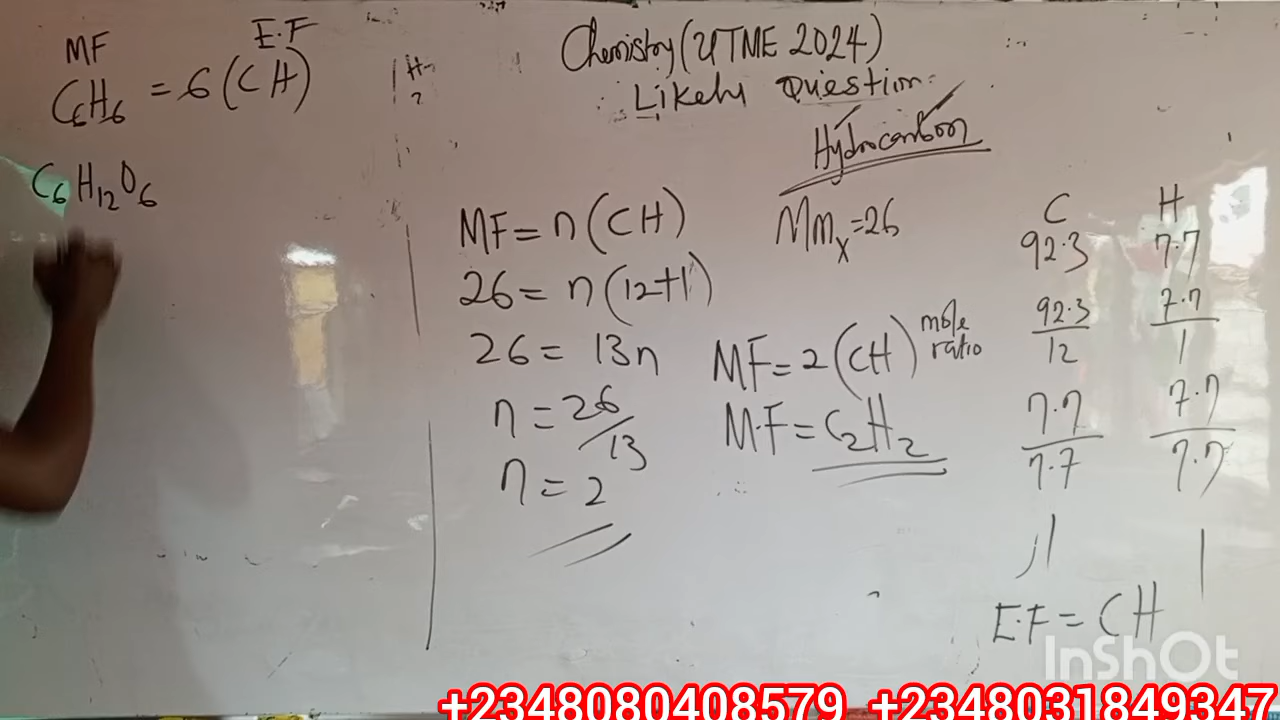 Chemistry (UTME 2024)
Likely Question
Hydrocarbon
MF E.F
C₆H₆ = 6(CH)
C₆H₁₂O₆
H-
MF = n(CH)
26 = n(12+1)
26 = 13n
n = 26/13
n = 2
Mmₓ = 26
MF = 2(CH)
M.F = C₂H₂
mole
ratio
C H
92.3 7.7
92.3/12 7.7/1
7.7/7.7 7.7/7.7
1 1
E.F = CH
InShOt
+2348080408579 +2348031849347